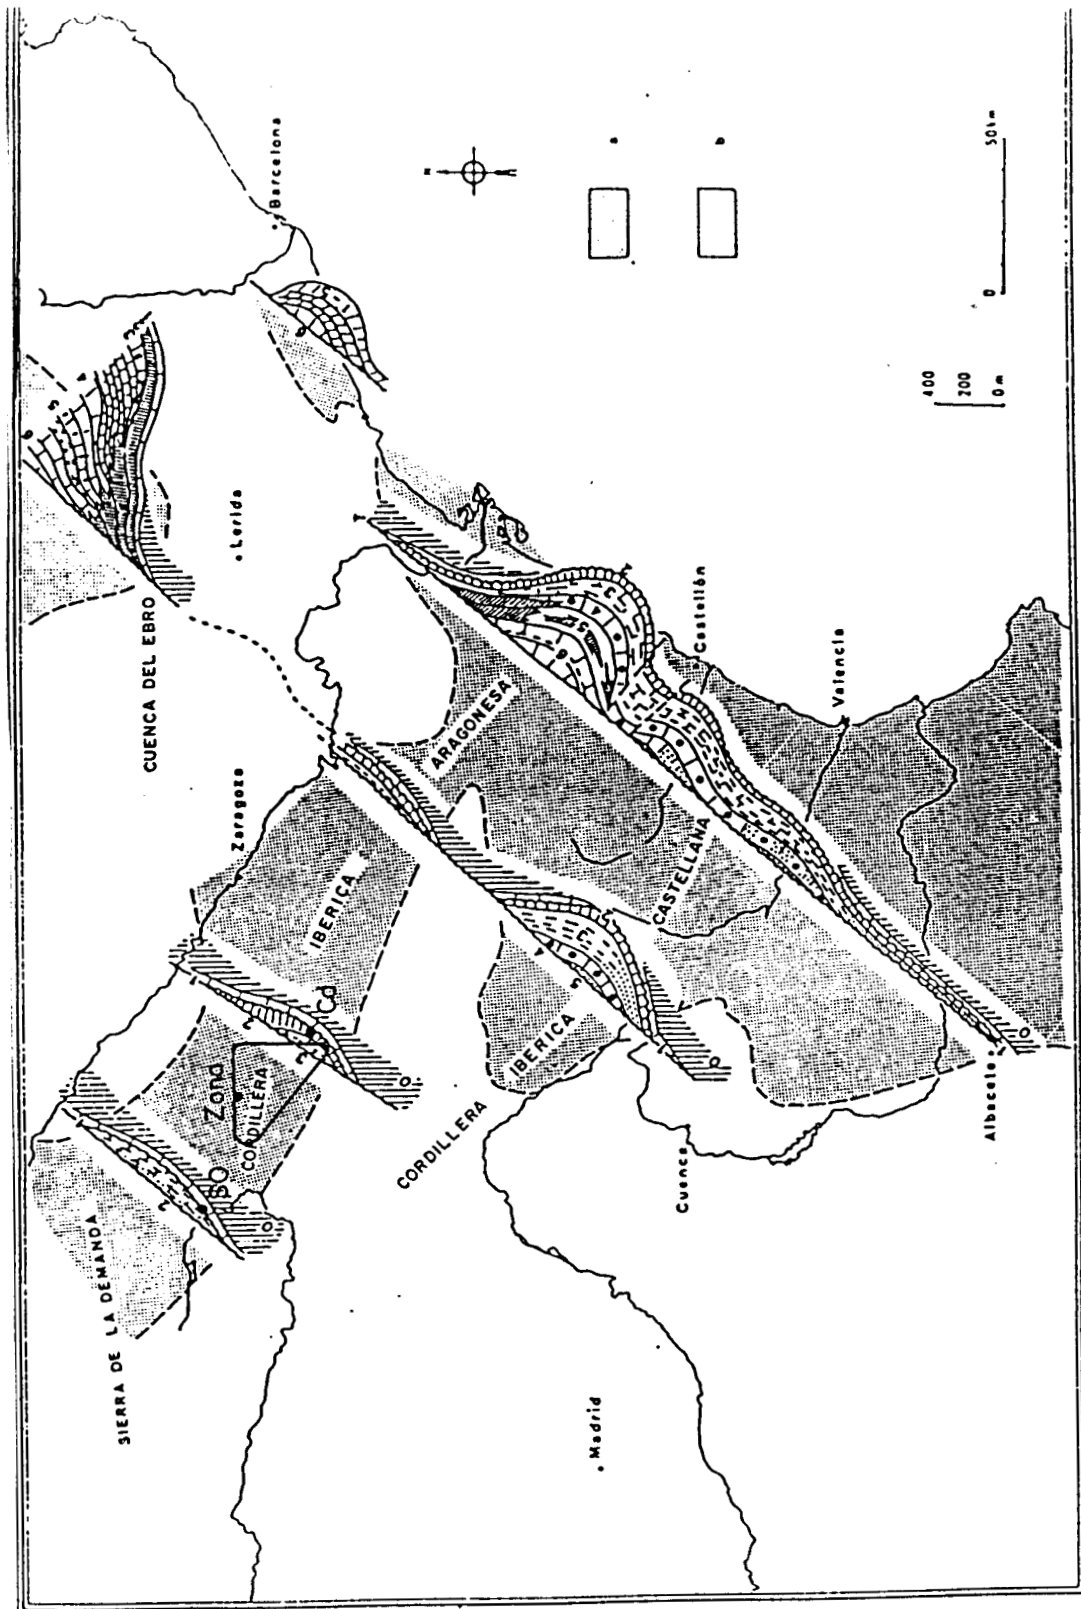 Barcelona
N
a
b
0 50 km
400
200
0 m
Lerida
CUENCA DEL EBRO
Zaragoza
ARAGONESA
IBERICA
Castellón
Valencia
CASTELLANA
IBERICA
CORDILLERA
Cuenca
Albacete
Madrid
Zona
CORDILLERA
SO
Cd
SIERRA DE LA DEMANDA